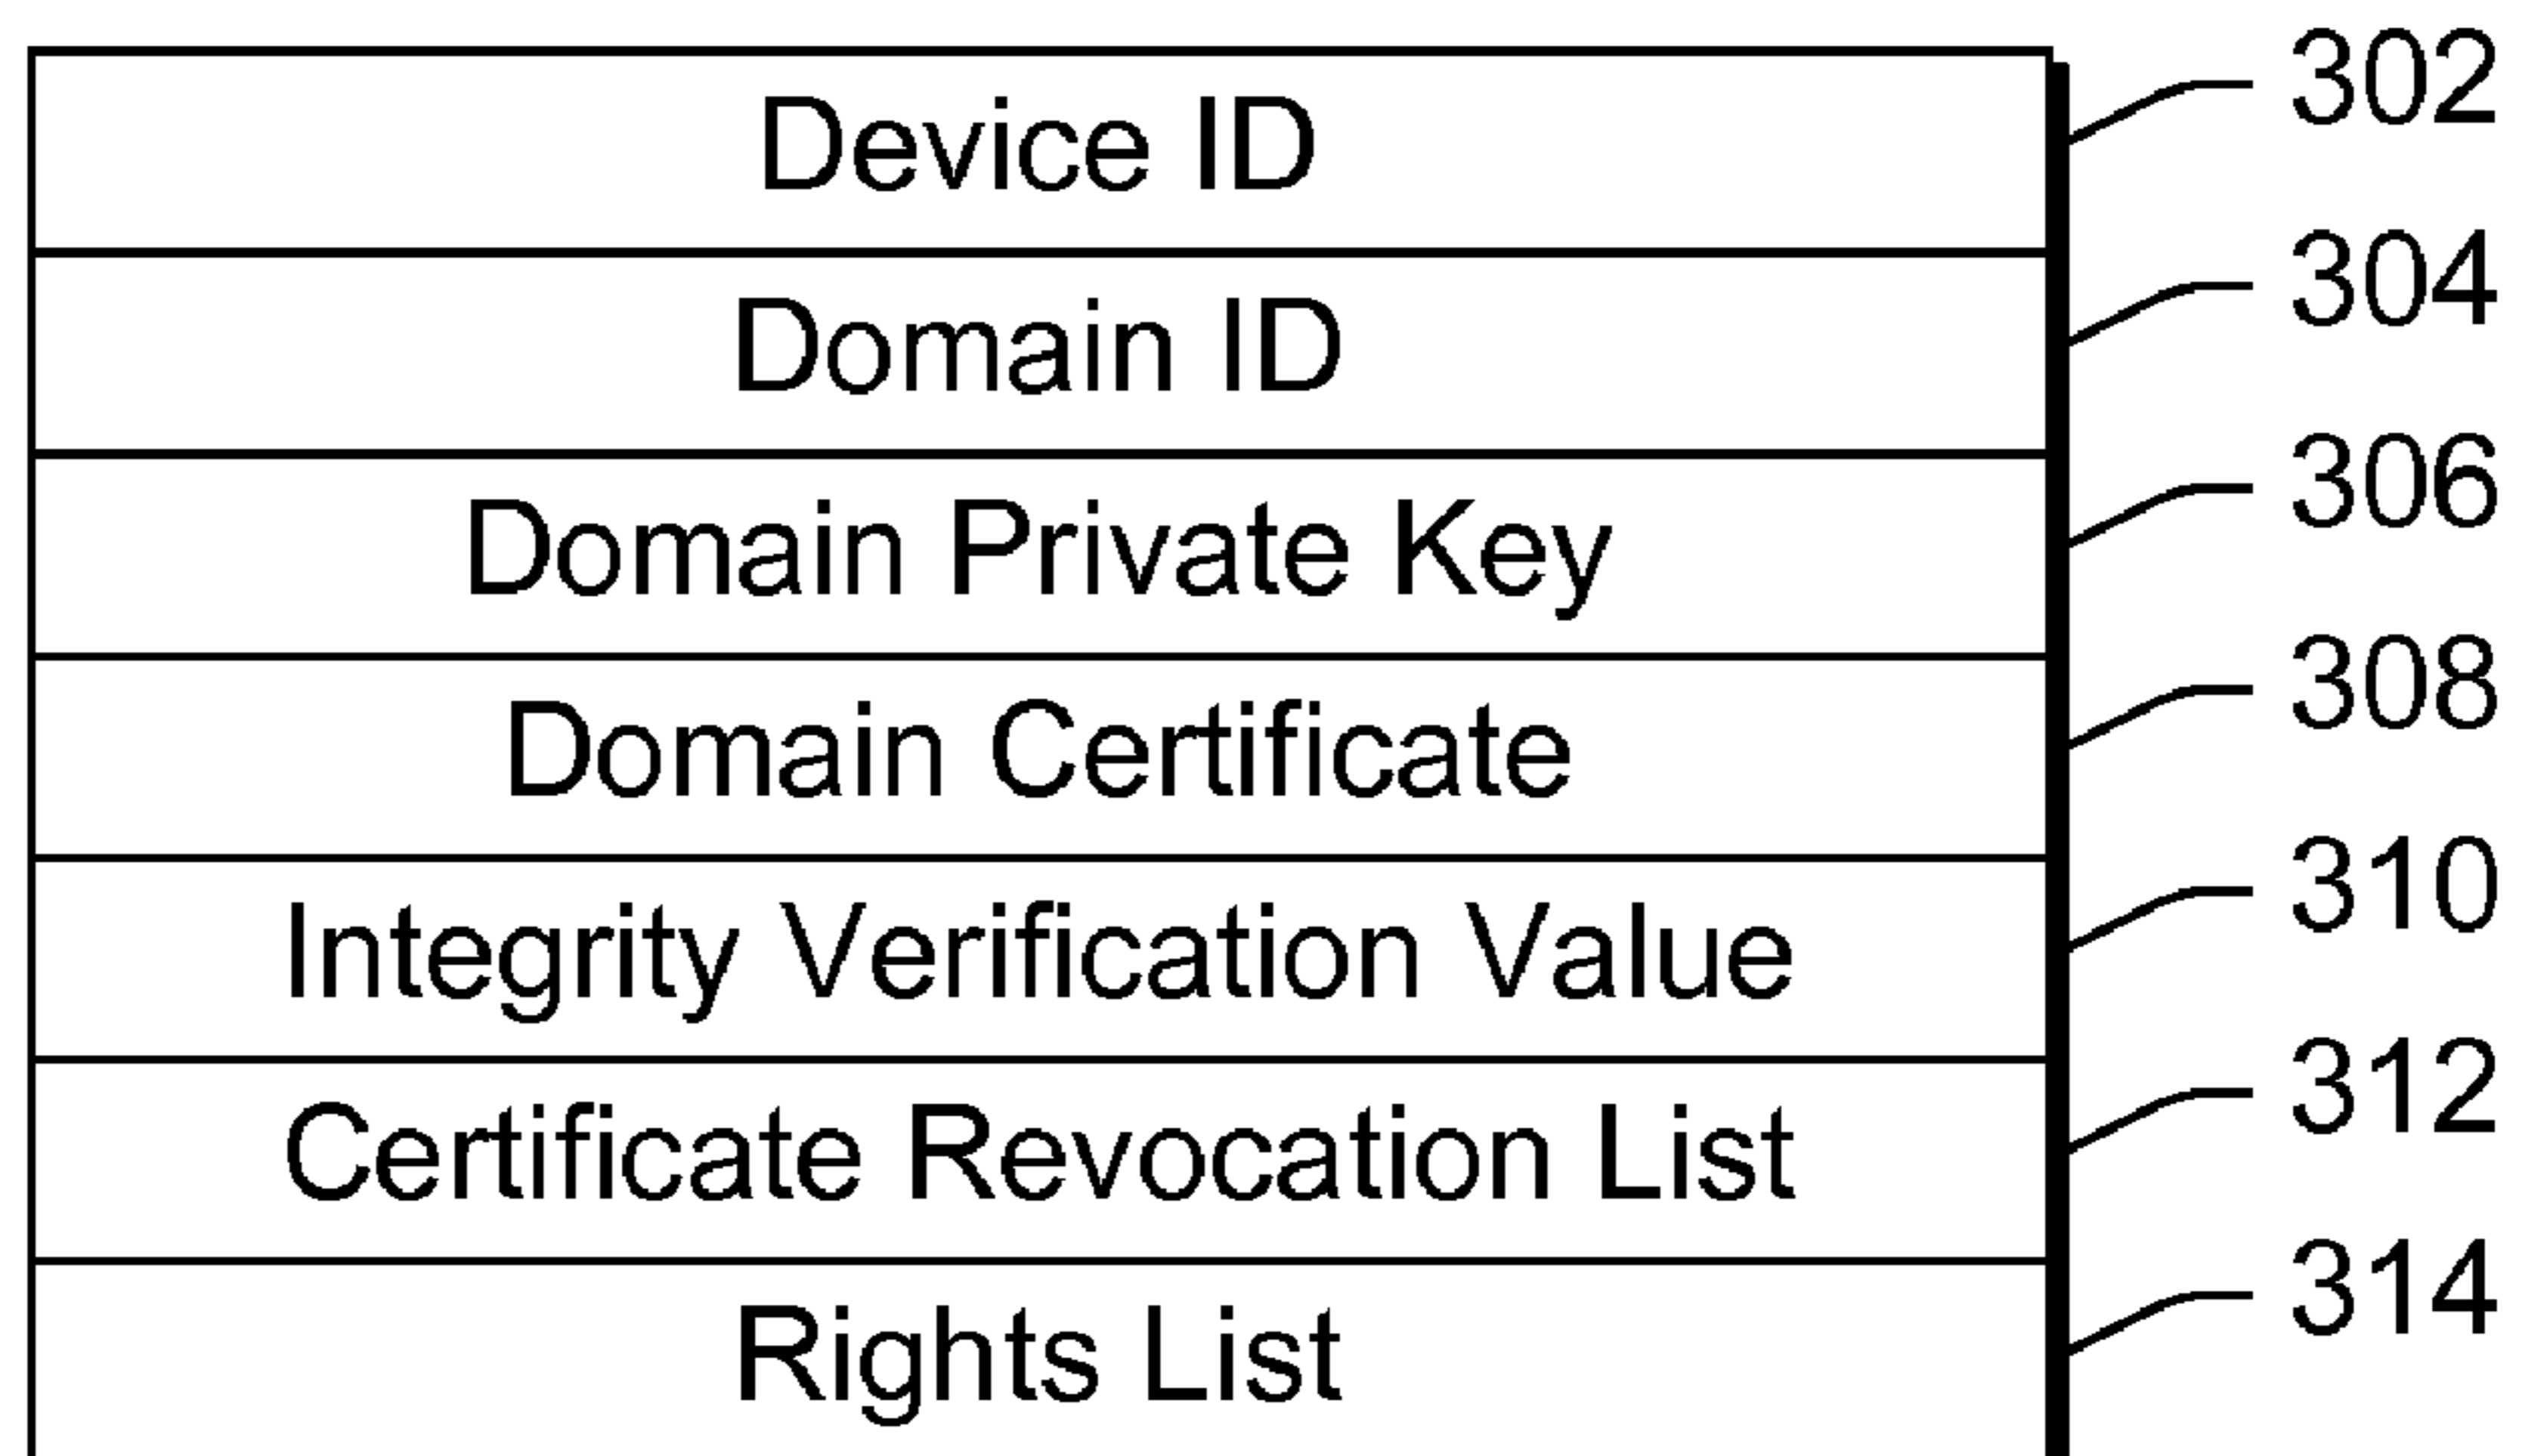 Device ID 302
Domain ID 304
Domain Private Key 306
Domain Certificate 308
Integrity Verification Value 310
Certificate Revocation List 312
Rights List 314